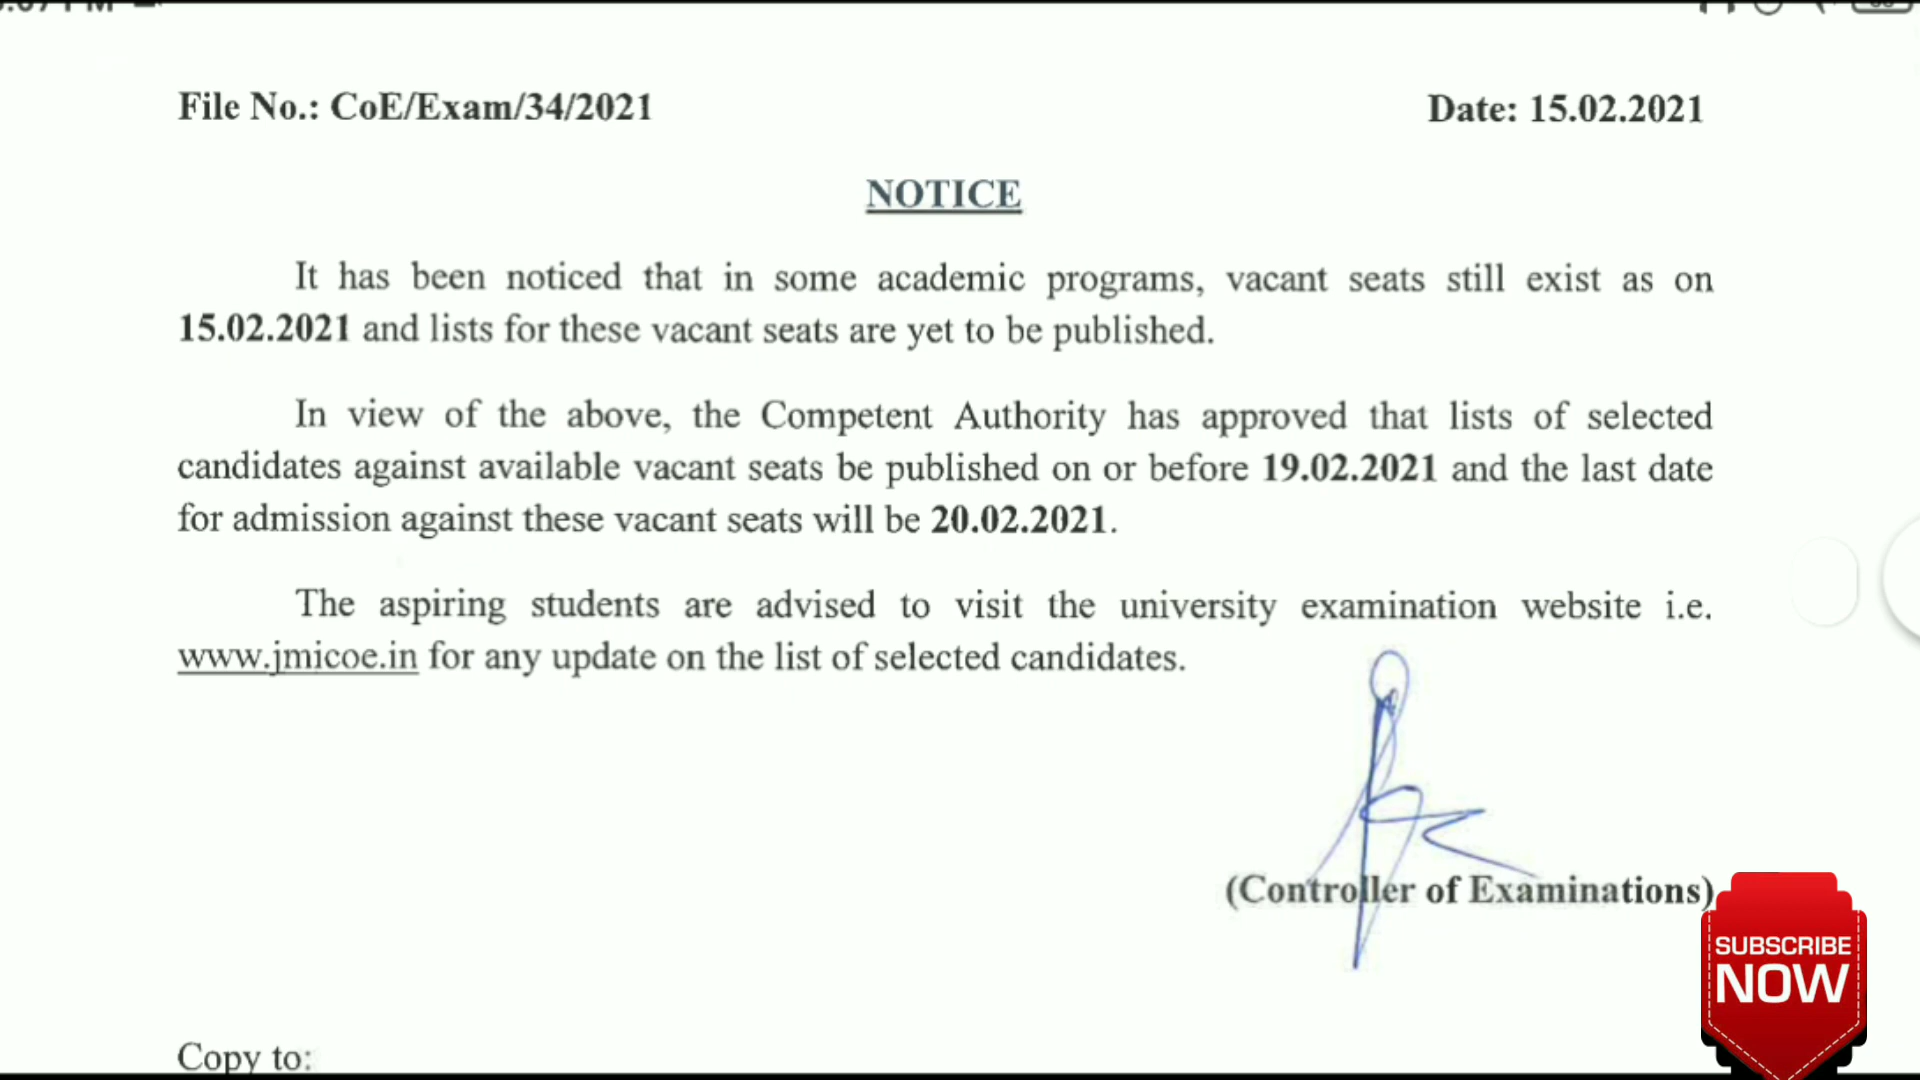 File No.: CoE/Exam/34/2021
Date: 15.02.2021
NOTICE
It has been noticed that in some academic programs, vacant seats still exist as on
15.02.2021 and lists for these vacant seats are yet to be published.
In view of the above, the Competent Authority has approved that lists of selected
candidates against available vacant seats be published on or before 19.02.2021 and the last date
for admission against these vacant seats will be 20.02.2021.
The aspiring students are advised to visit the university examination website i.e.
www.jmicoe.in for any update on the list of selected candidates.
(Controller of Examinations)
SUBSCRIBE
NOW
Copy to: